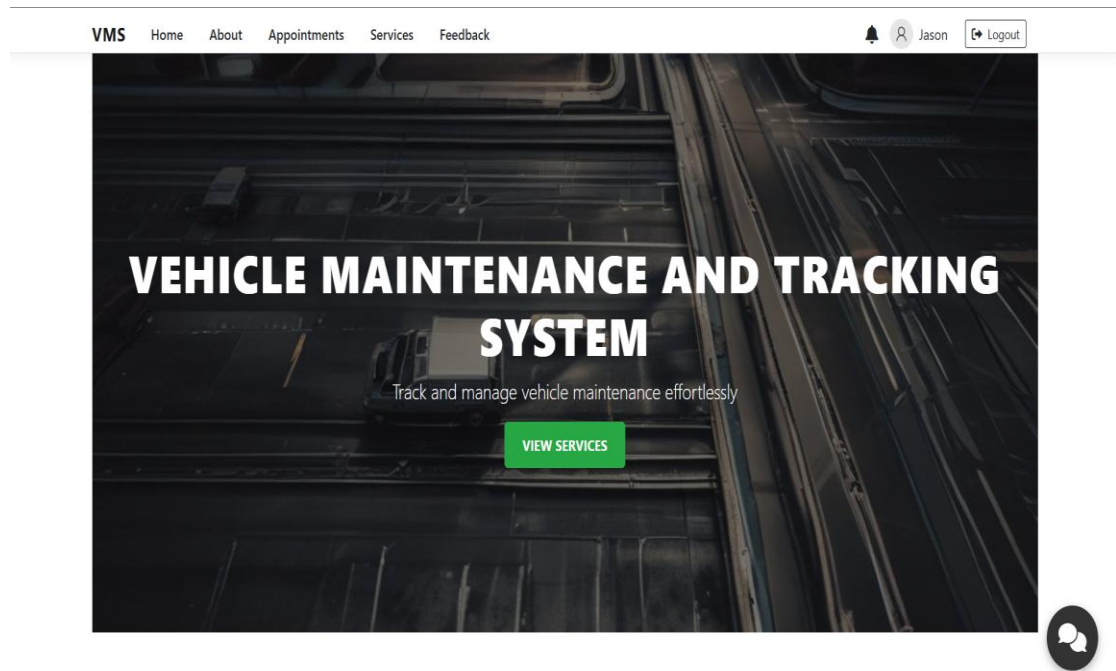 VMS Home About Appointments Services Feedback Jason Logout
VEHICLE MAINTENANCE AND TRACKING
SYSTEM
Track and manage vehicle maintenance effortlessly
VIEW SERVICES